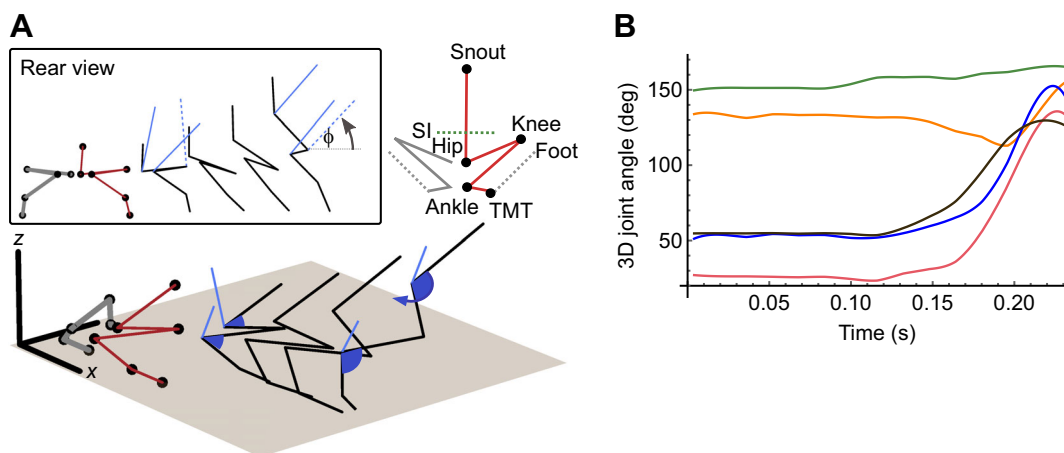 A
Rear view
ϕ
Snout
SI
Hip
Knee
Foot
Ankle
TMT
z
x
B
3D joint angle (deg)
150
100
50
0.05
0.10
0.15
0.20
Time (s)